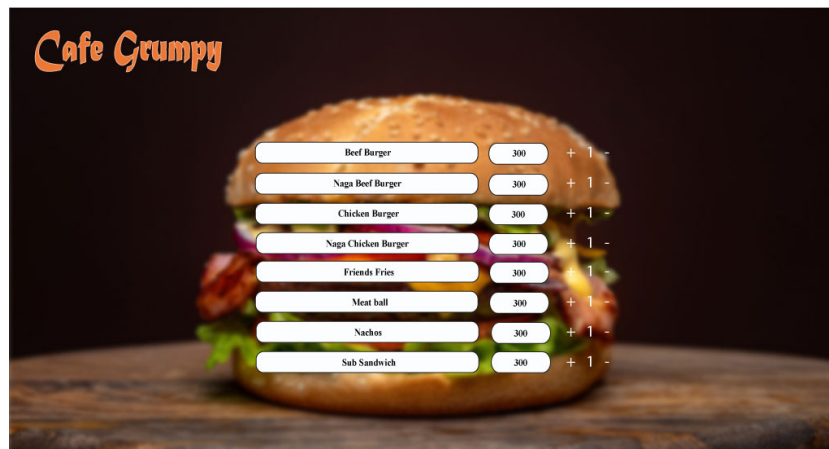 Cafe Grumpy
Beef Burger 300 + 1 -
Naga Beef Burger 300 + 1 -
Chicken Burger 300 + 1 -
Naga Chicken Burger 300 + 1 -
Friends Fries 300 + 1 -
Meat ball 300 + 1 -
Nachos 300 + 1 -
Sub Sandwich 300 + 1 -